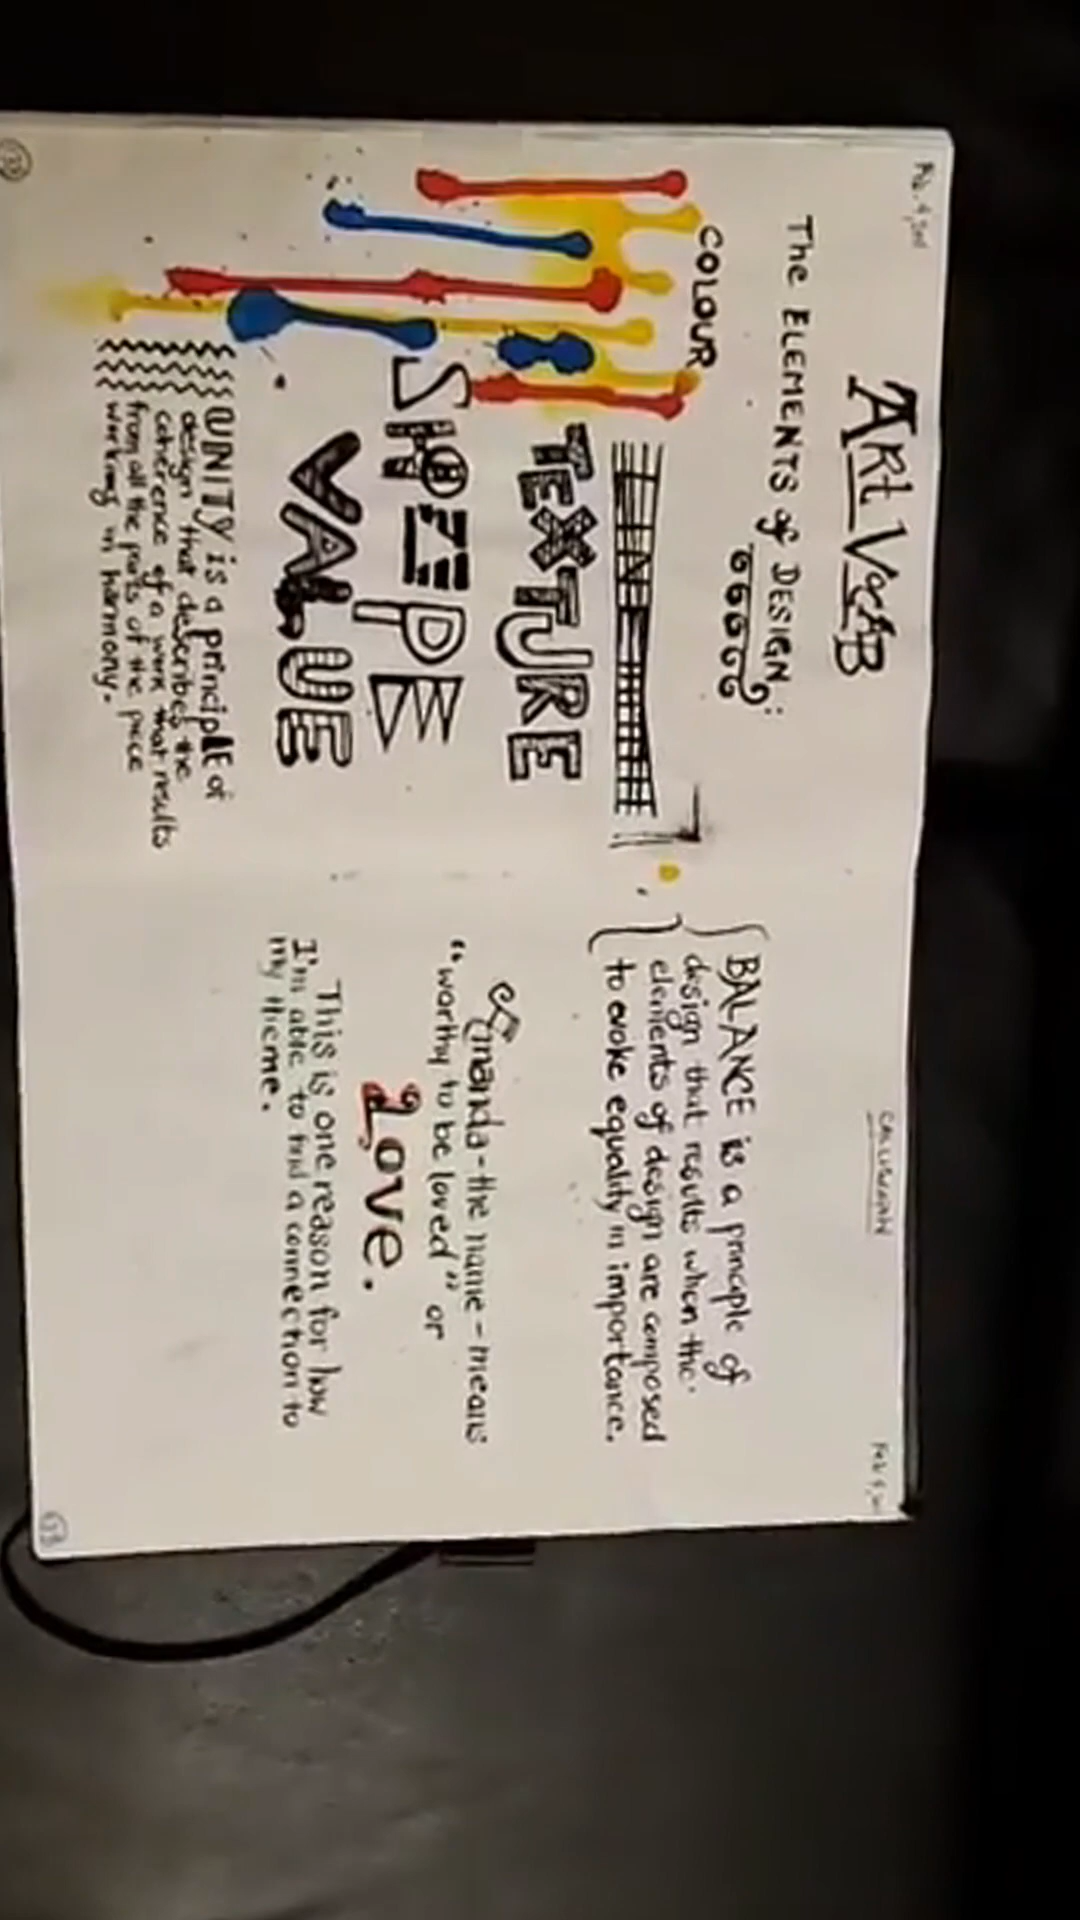 Art VocAB
The ELEMENTS of DESIGN:
COLOUR
LINE
TEXTURE
SHAPE
VALUE
UNITY is a principLE of
design that describes the
coherence of a work that results
from all the parts of the piece
working in harmony.
BALANCE is a principle of
design that results when the
elements of design are composed
to evoke equality in importance.
Amanda - the name - means
"worthy to be loved" or
Love.
This is one reason for how
I'm able to find a connection to
my theme.